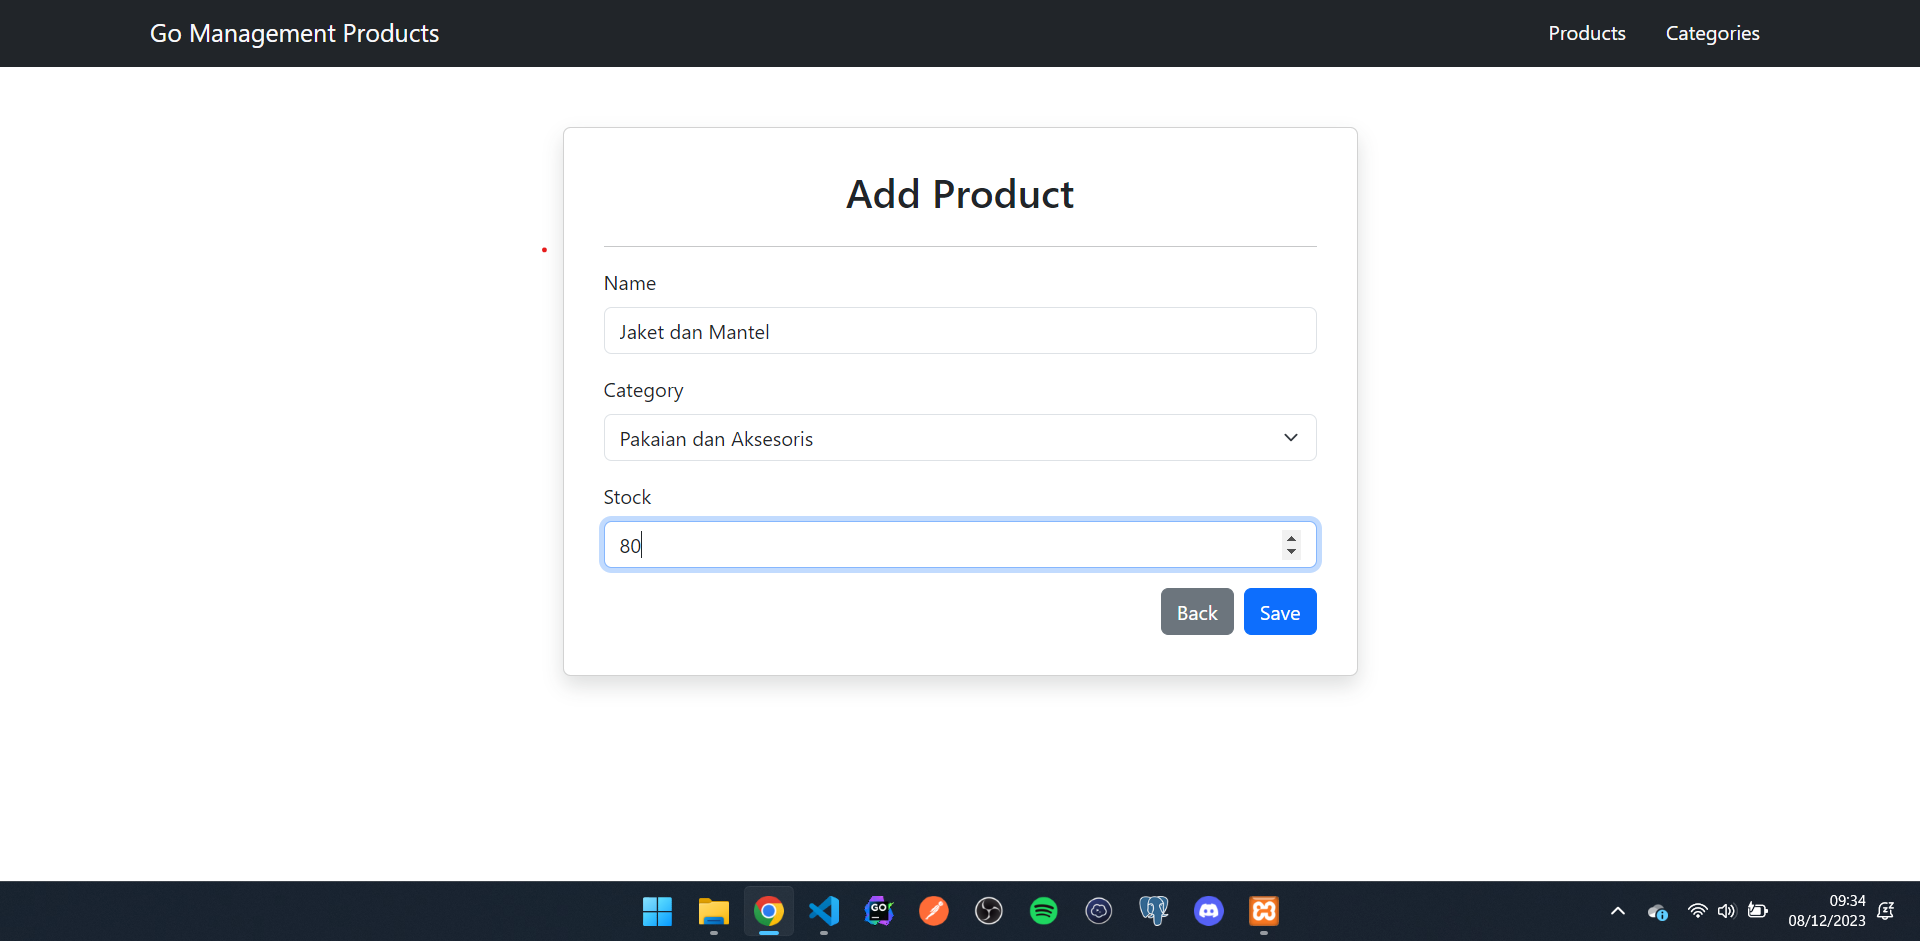 Go Management Products
Products
Categories
Add Product
Name
Jaket dan Mantel
Category
Pakaian dan Aksesoris
Stock
80
Back
Save
GO
09:34
08/12/2023